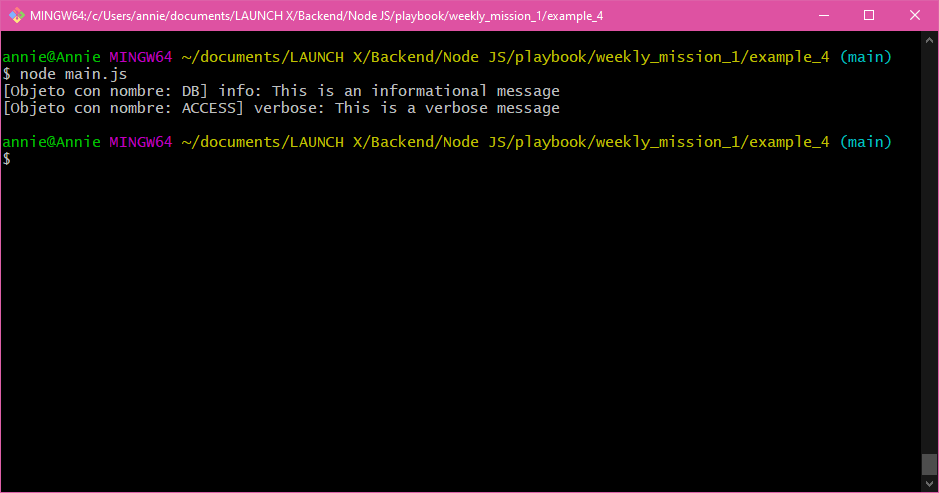 MINGW64:/c/Users/annie/documents/LAUNCH X/Backend/Node JS/playbook/weekly_mission_1/example_4
annie@Annie MINGW64 ~/documents/LAUNCH X/Backend/Node JS/playbook/weekly_mission_1/example_4 (main)
$ node main.js
[Objeto con nombre: DB] info: This is an informational message
[Objeto con nombre: ACCESS] verbose: This is a verbose message
annie@Annie MINGW64 ~/documents/LAUNCH X/Backend/Node JS/playbook/weekly_mission_1/example_4 (main)
$